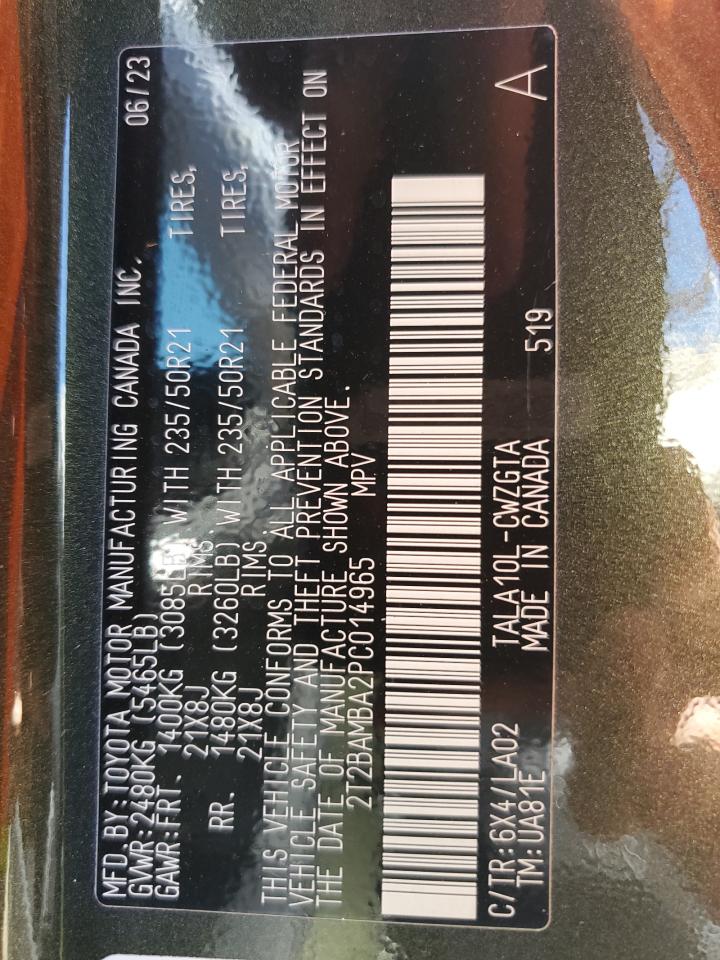 MFD.BY:TOYOTA MOTOR MANUFACTURING CANADA INC. 06/23
GVWR:2480KG (5465LB)
GAWR:FRT. 1400KG (3085LB) WITH 235/50R21 TIRES,
21X8J RIMS.
RR. 1480KG (3260LB) WITH 235/50R21 TIRES,
21X8J RIMS.
THIS VEHICLE CONFORMS TO ALL APPLICABLE FEDERAL MOTOR
VEHICLE SAFETY AND THEFT PREVENTION STANDARDS IN EFFECT ON
THE DATE OF MANUFACTURE SHOWN ABOVE.
2T2BAMBA2PC014965 MPV
C/TR:6X4/LA02 TALA10L-CWZGTA A
TM:UA81E MADE IN CANADA 519